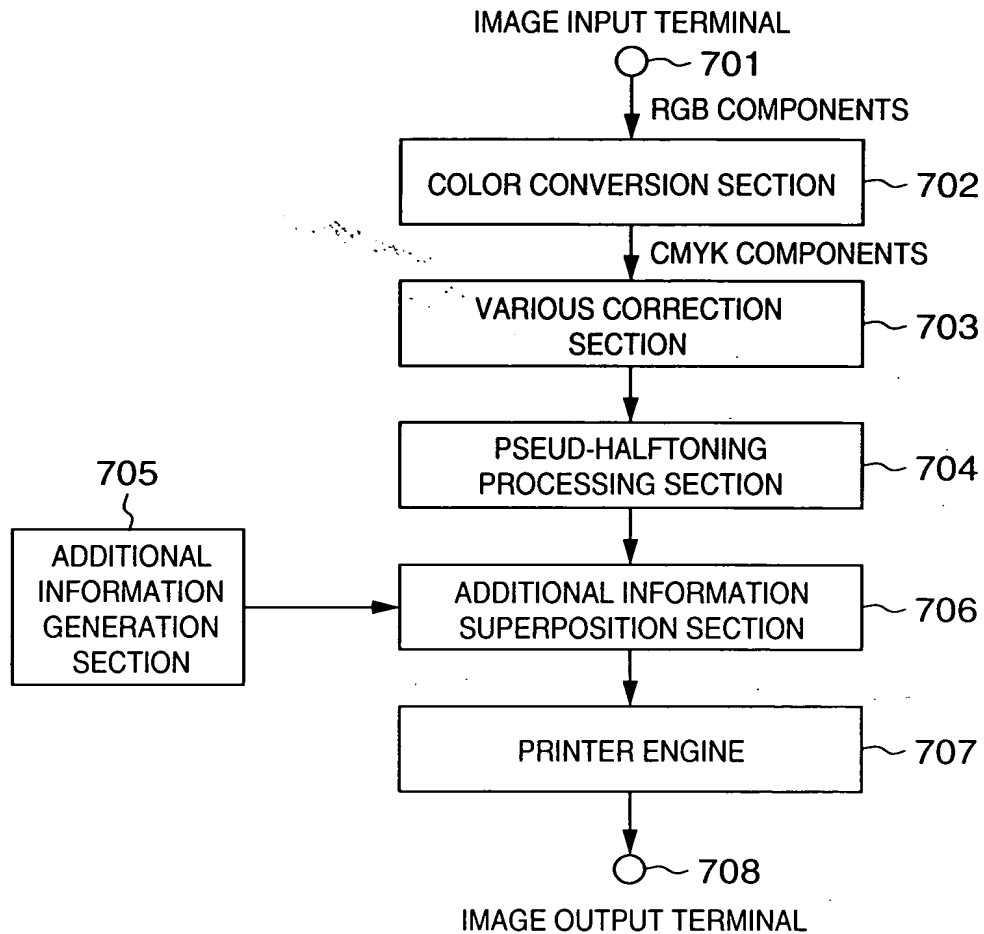 IMAGE INPUT TERMINAL
701
RGB COMPONENTS
COLOR CONVERSION SECTION
702
CMYK COMPONENTS
VARIOUS CORRECTION
SECTION
703
PSEUD-HALFTONING
PROCESSING SECTION
704
705
ADDITIONAL
INFORMATION
GENERATION
SECTION
ADDITIONAL INFORMATION
SUPERPOSITION SECTION
706
PRINTER ENGINE
707
708
IMAGE OUTPUT TERMINAL